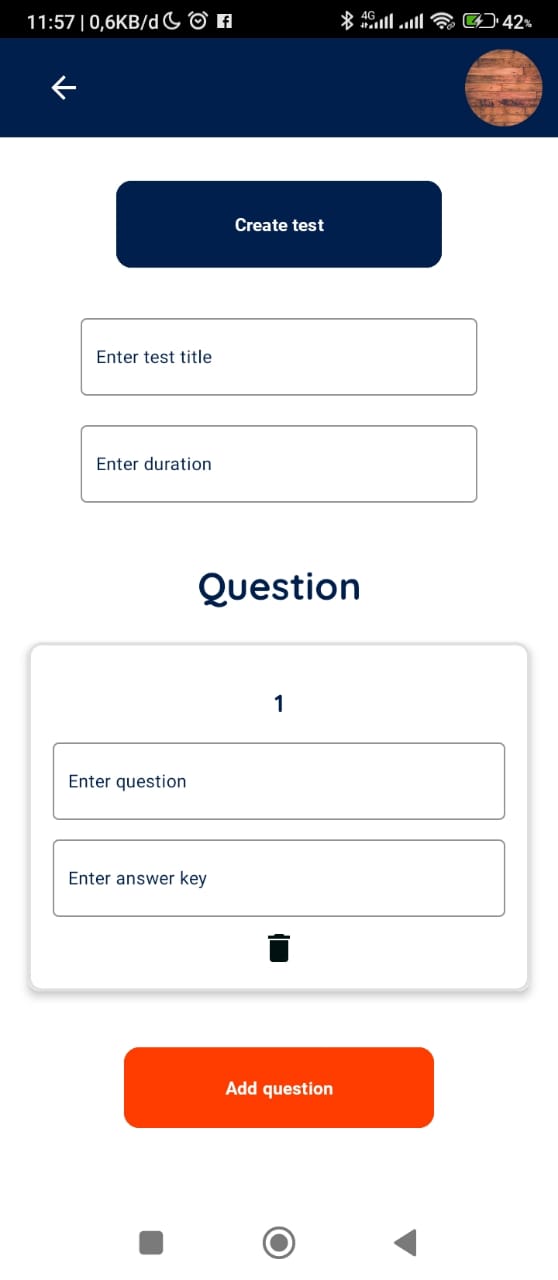 11:57 | 0,6KB/d
4G
42%
Create test
Enter test title
Enter duration
Question
1
Enter question
Enter answer key
Add question